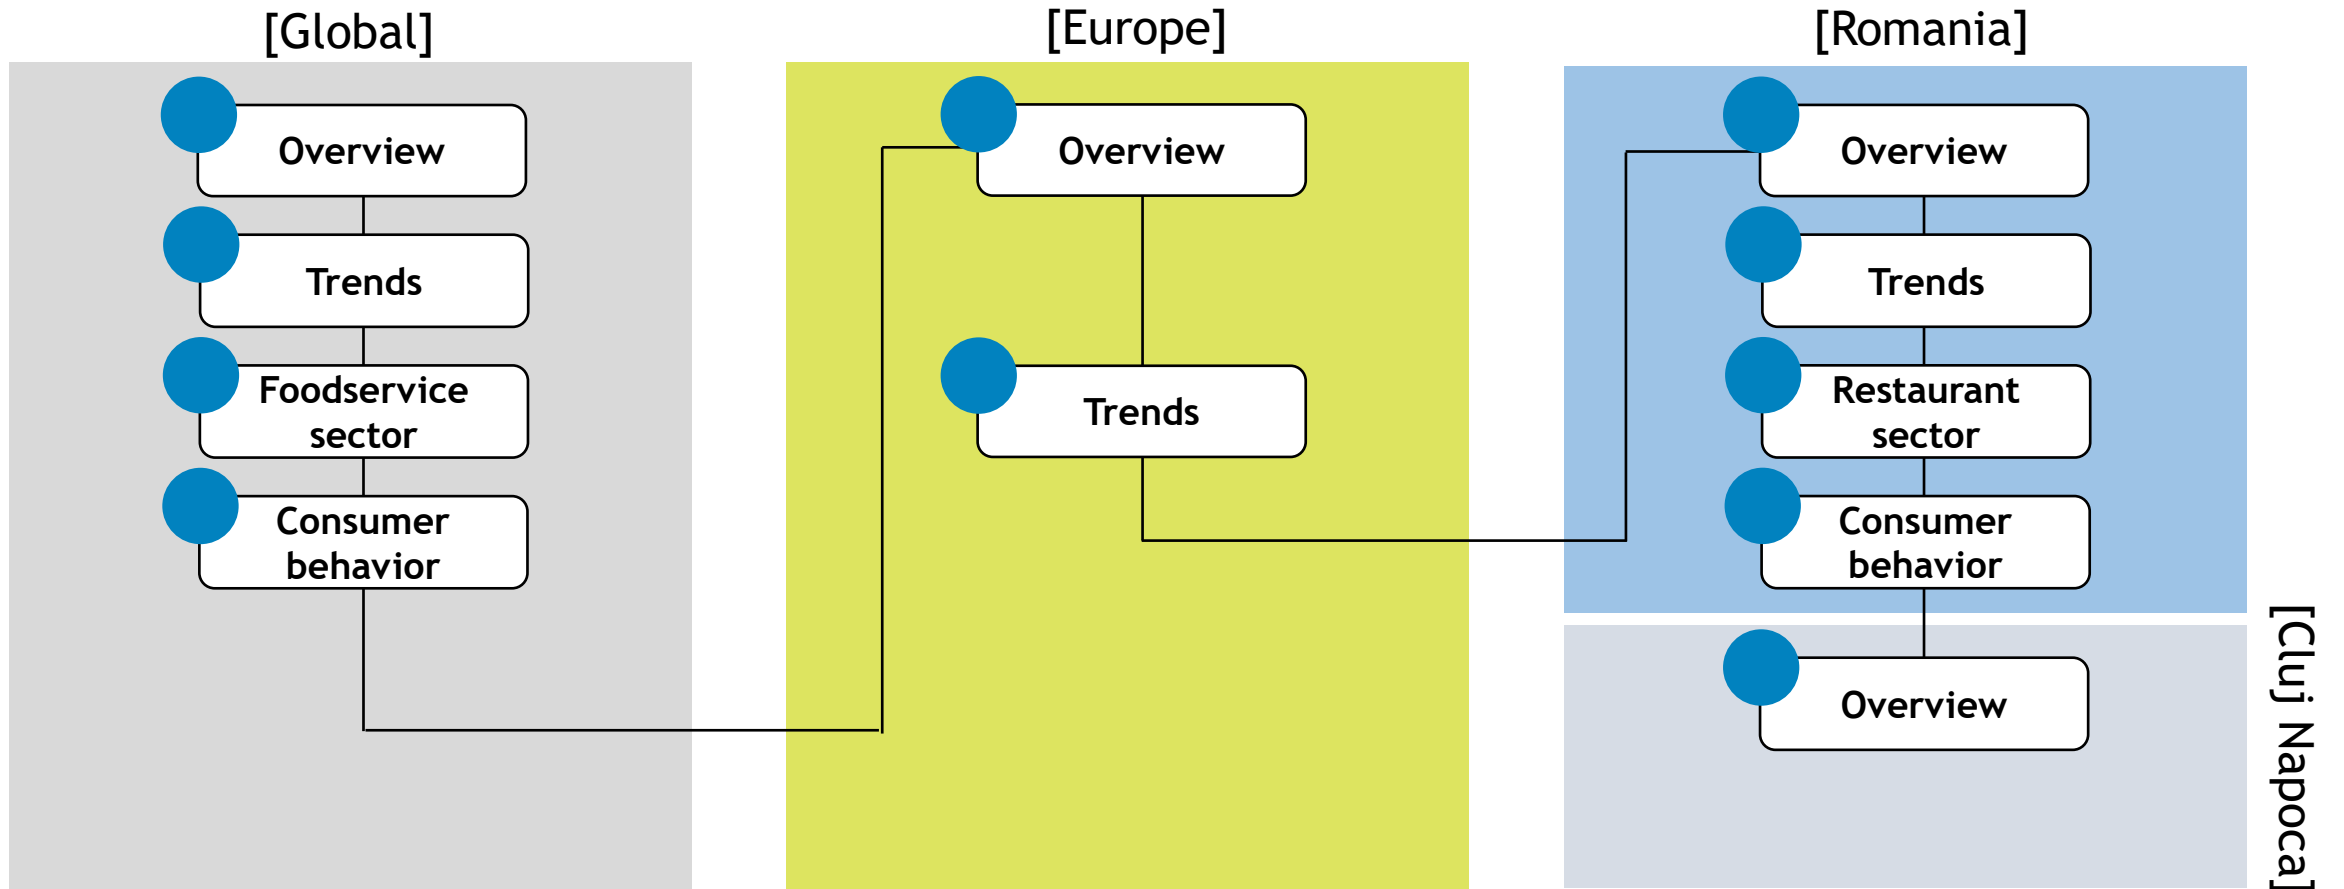 [Global]
Overview
Trends
Foodservice
sector
Consumer
behavior
[Europe]
Overview
Trends
[Romania]
Overview
Trends
Restaurant
sector
Consumer
behavior
[Cluj Napoca]
Overview